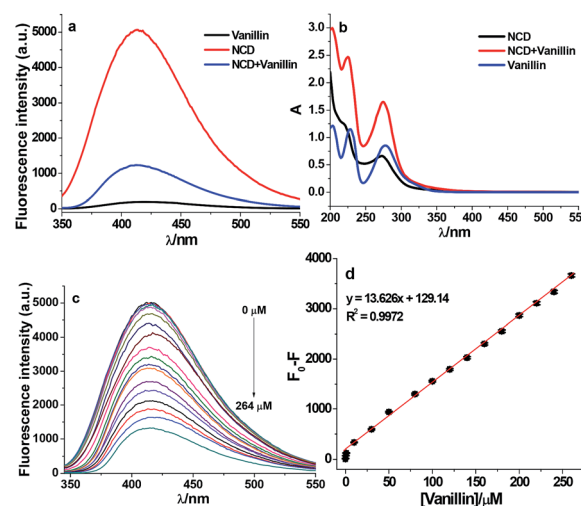 a
Vanillin
NCD
NCD+Vanillin
Fluorescence intensity (a.u.)
5000
4000
3000
2000
1000
0
350 400 450 500 550
λ/nm
b
NCD
NCD+Vanillin
Vanillin
A
3.0
2.5
2.0
1.5
1.0
0.5
0.0
200 250 300 350 400 450 500 550
λ/nm
c
0 μM
264 μM
Fluorescence intensity (a.u.)
5000
4000
3000
2000
1000
0
350 400 450 500 550
λ/nm
d
y = 13.626x + 129.14
R² = 0.9972
F₀-F
4000
3000
2000
1000
0
0 50 100 150 200 250
[Vanillin]/μM